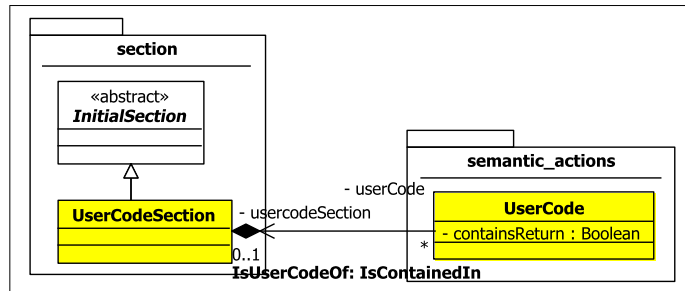 section
«abstract»
InitialSection
semantic_actions
- userCode
UserCodeSection
- usercodeSection
UserCode
- containsReturn : Boolean
*
0..1
IsUserCodeOf: IsContainedIn